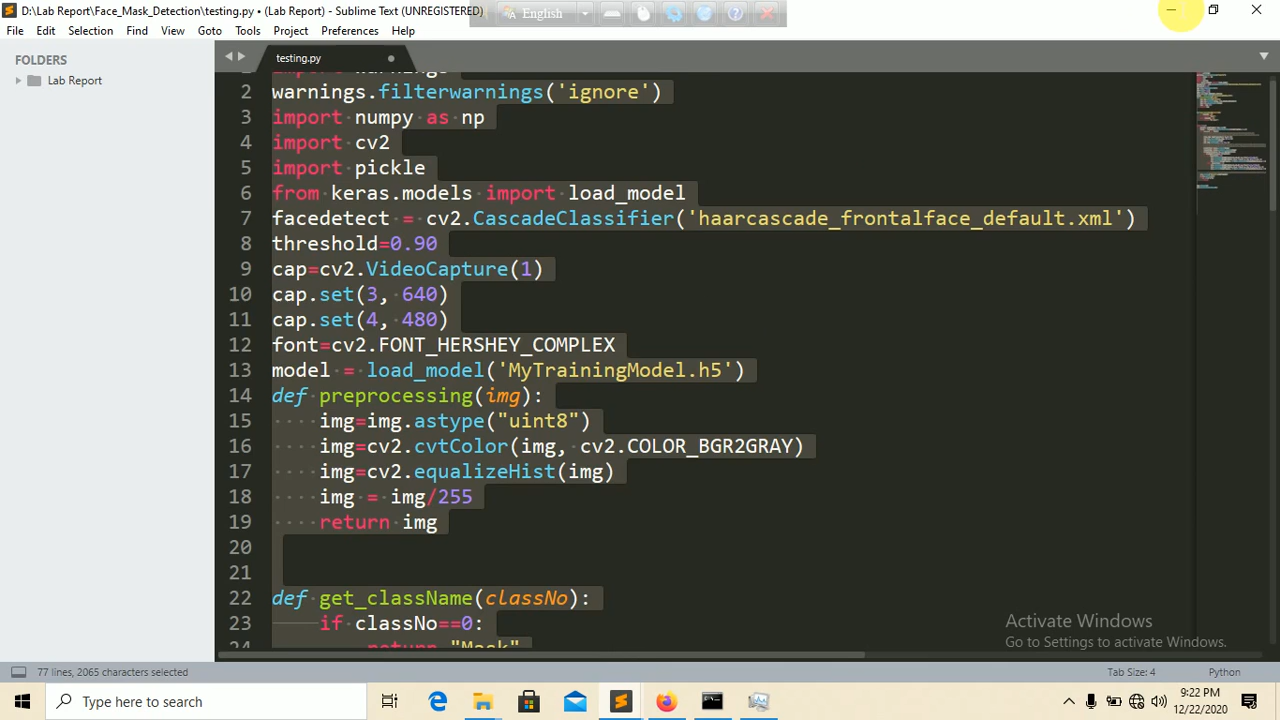 D:\Lab Report\Face_Mask_Detection\testing.py • (Lab Report) - Sublime Text (UNREGISTERED)
English
File Edit Selection Find View Goto Tools Project Preferences Help
FOLDERS
Lab Report
testing.py
1 import warnings
2 warnings.filterwarnings('ignore')
3 import numpy as np
4 import cv2
5 import pickle
6 from keras.models import load_model
7 facedetect = cv2.CascadeClassifier('haarcascade_frontalface_default.xml')
8 threshold=0.90
9 cap=cv2.VideoCapture(1)
10 cap.set(3, 640)
11 cap.set(4, 480)
12 font=cv2.FONT_HERSHEY_COMPLEX
13 model = load_model('MyTrainingModel.h5')
14 def preprocessing(img):
15 img=img.astype("uint8")
16 img=cv2.cvtColor(img, cv2.COLOR_BGR2GRAY)
17 img=cv2.equalizeHist(img)
18 img = img/255
19 return img
20
21
22 def get_className(classNo):
23 if classNo==0:
24 return "Mask"
Activate Windows
Go to Settings to activate Windows.
77 lines, 2065 characters selected
Tab Size: 4
Python
Type here to search
9:22 PM
12/22/2020